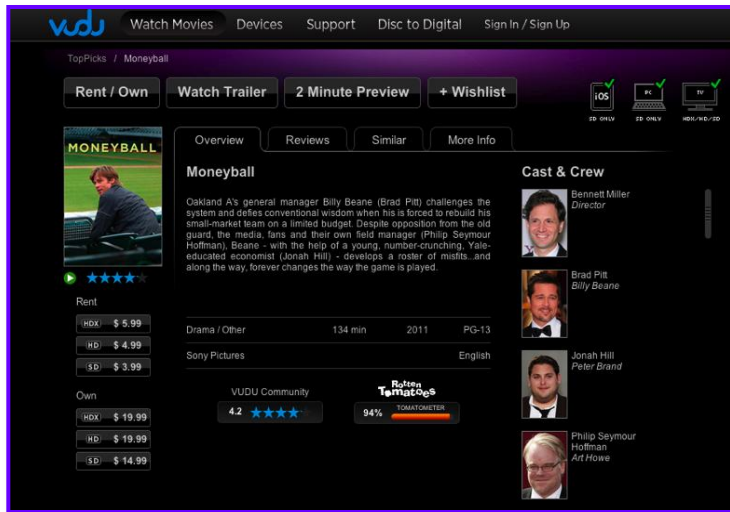 vudu Watch Movies Devices Support Disc to Digital Sign In / Sign Up
TopPicks / Moneyball
Rent / Own Watch Trailer 2 Minute Preview + Wishlist
iOS PC TV
SD ONLY SD ONLY HDX/HD/SD
MONEYBALL
Overview Reviews Similar More Info
Moneyball
Oakland A's general manager Billy Beane (Brad Pitt) challenges the
system and defies conventional wisdom when his is forced to rebuild his
small-market team on a limited budget. Despite opposition from the old
guard, the media, fans and their own field manager (Philip Seymour
Hoffman), Beane - with the help of a young, number-crunching, Yale-
educated economist (Jonah Hill) - develops a roster of misfits...and
along the way, forever changes the way the game is played.
Drama / Other 134 min 2011 PG-13
Sony Pictures English
VUDU Community
4.2
Rotten
Tomatoes
94% TOMATOMETER
Rent
HDX $ 5.99
HD $ 4.99
SD $ 3.99
Own
HDX $ 19.99
HD $ 19.99
SD $ 14.99
Cast & Crew
Bennett Miller
Director
Brad Pitt
Billy Beane
Jonah Hill
Peter Brand
Philip Seymour
Hoffman
Art Howe